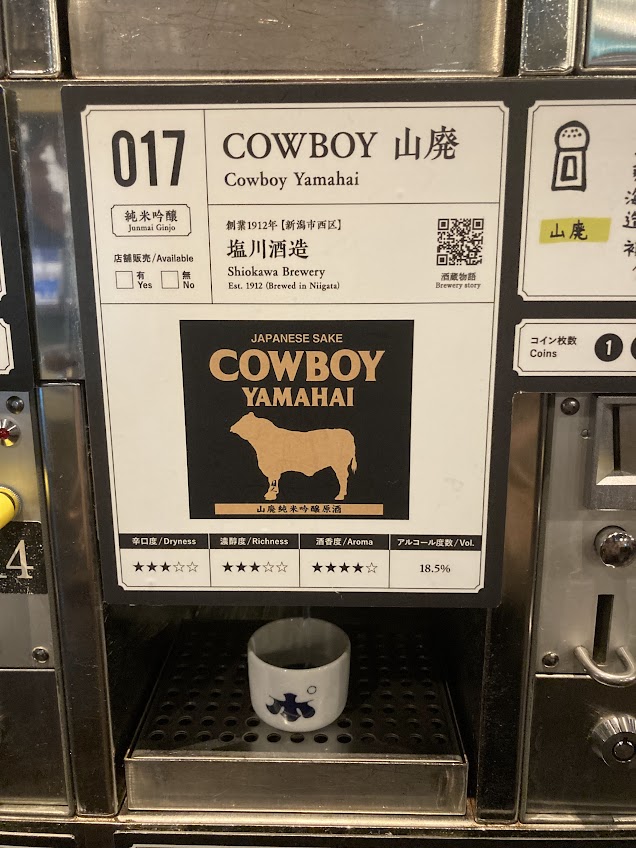 017
純米吟醸
Junmai Ginjo
店舗販売/Available
有
Yes
無
No
COWBOY 山廃
Cowboy Yamahai
創業1912年【新潟市西区】
塩川酒造
Shiokawa Brewery
Est. 1912 (Brewed in Niigata)
酒蔵物語
Brewery story
JAPANESE SAKE
COWBOY
YAMAHAI
山廃純米吟醸原酒
辛口度/Dryness
★★★☆☆
濃醇度/Richness
★★★☆☆
酒香度/Aroma
★★★★☆
アルコール度数/Vol.
18.5%
山廃
コイン枚数
Coins
1
4